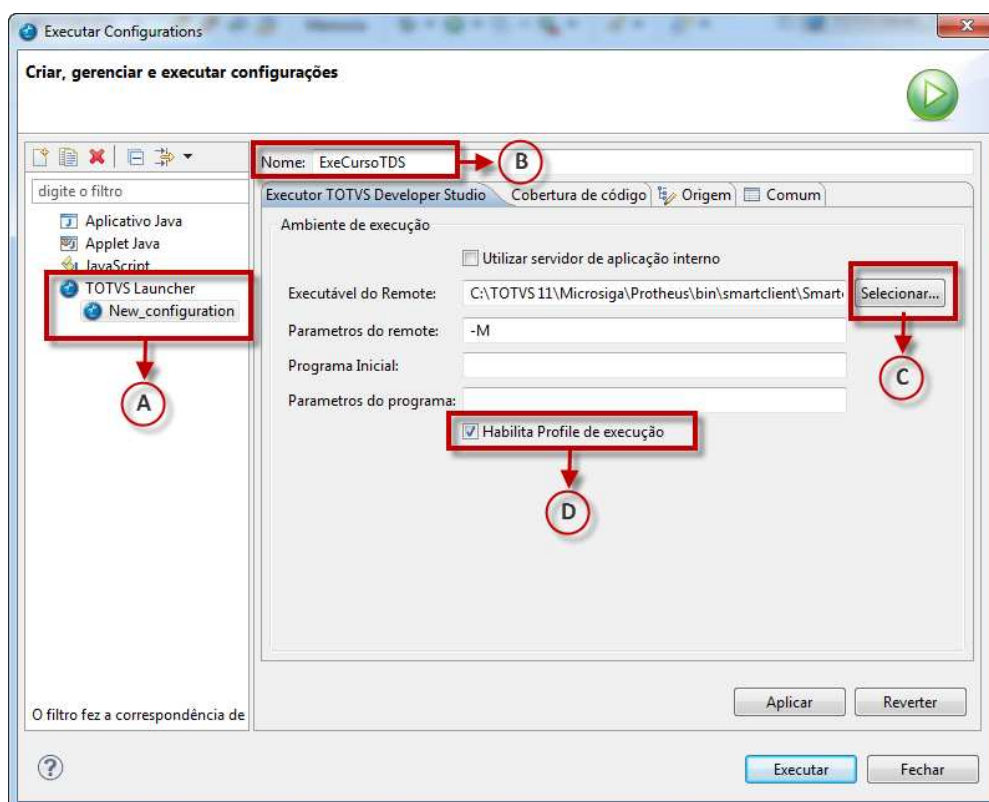 Executar Configurations
Criar, gerenciar e executar configurações
Nome: ExeCursoTDS
B
digite o filtro
Executor TOTVS Developer Studio
Cobertura de código
Origem
Comum
Aplicativo Java
Applet Java
JavaScript
TOTVS Launcher
New_configuration
A
Ambiente de execução
Utilizar servidor de aplicação interno
Executável do Remote: C:\TOTVS 11\Microsiga\Protheus\bin\smartclient\Smart
Selecionar...
C
Parametros do remote: -M
Programa Inicial:
Parametros do programa:
Habilita Profile de execução
D
Aplicar
Reverter
O filtro fez a correspondência de
Executar
Fechar